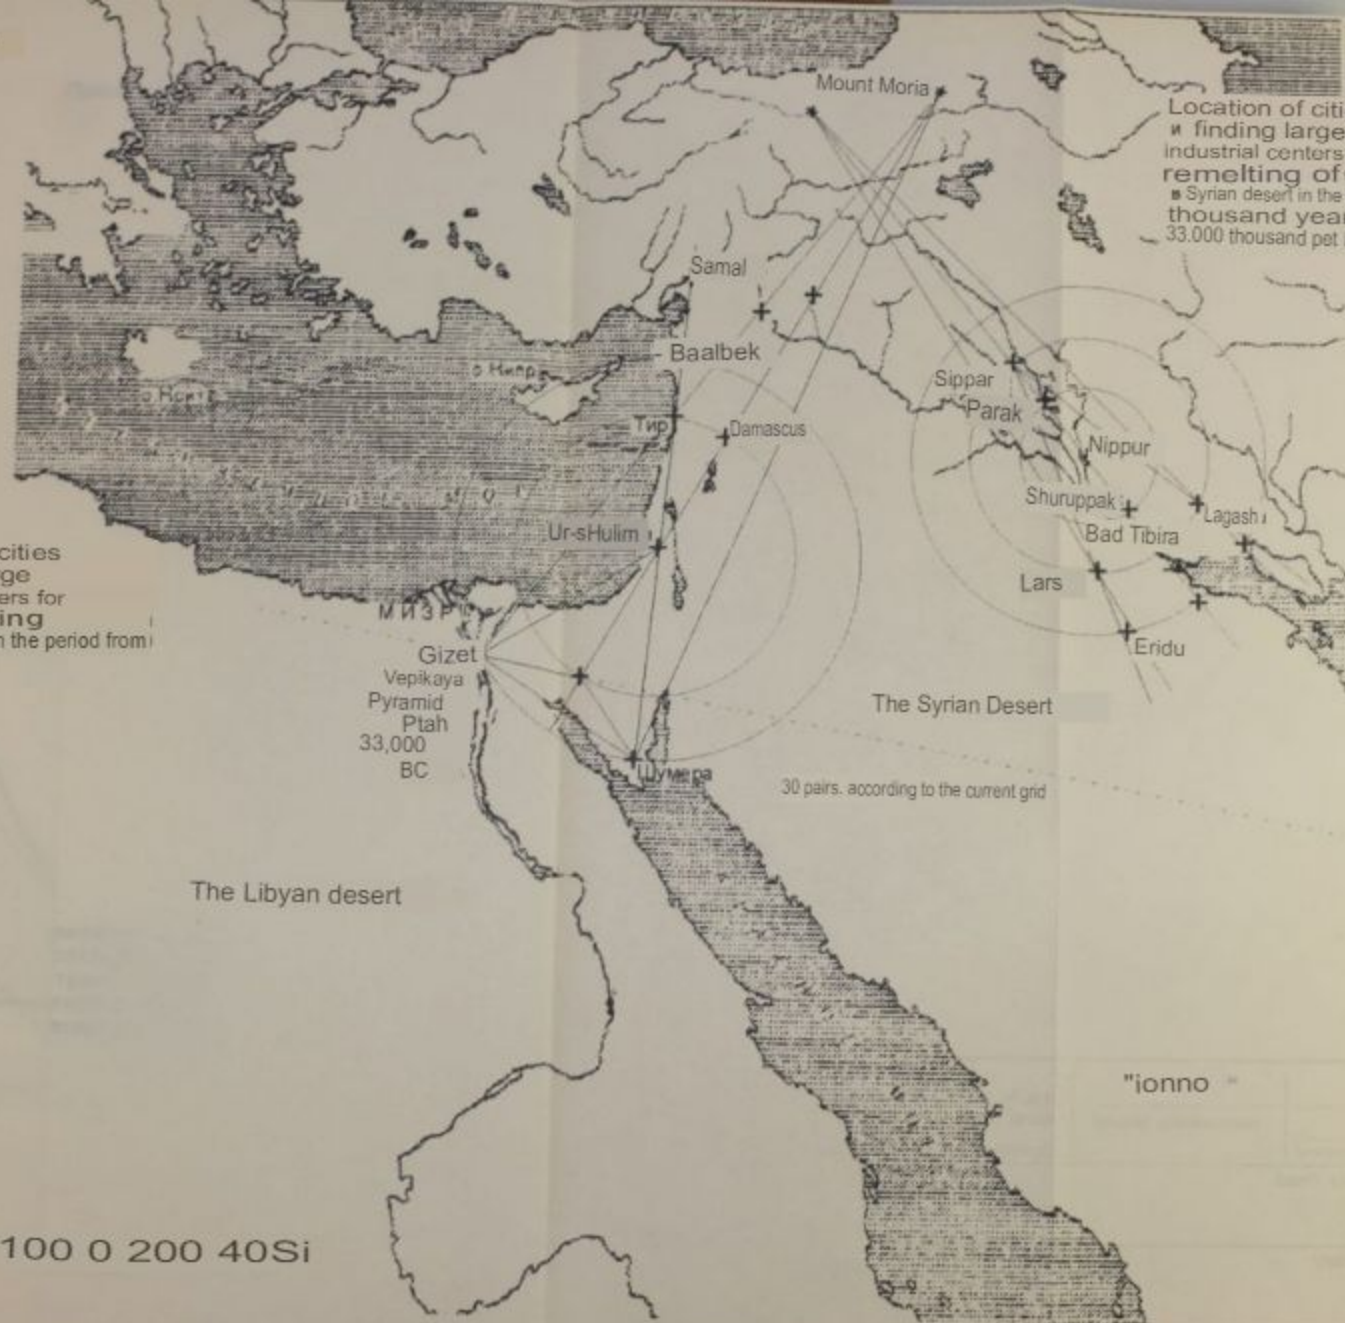 Mount Moria
Location of citi
и finding large
industrial centers
remelting of
в Syrian desert in the
thousand year
33.000 thousand pet
Samal
- Baalbek
о Кипр
Sippar
Parak
Тир
Damascus
Nippur
Shuruppak
Lagash
Ur-sHulim
Bad Tibira
cities
ge
ers for
ing
n the period from
Lars
МИЗР
Eridu
Gizet
Vepikaya
Pyramid
Ptah
33,000
BC
The Syrian Desert
Шумера
30 pairs. according to the current grid
The Libyan desert
"ionno "
100 0 200 40Si